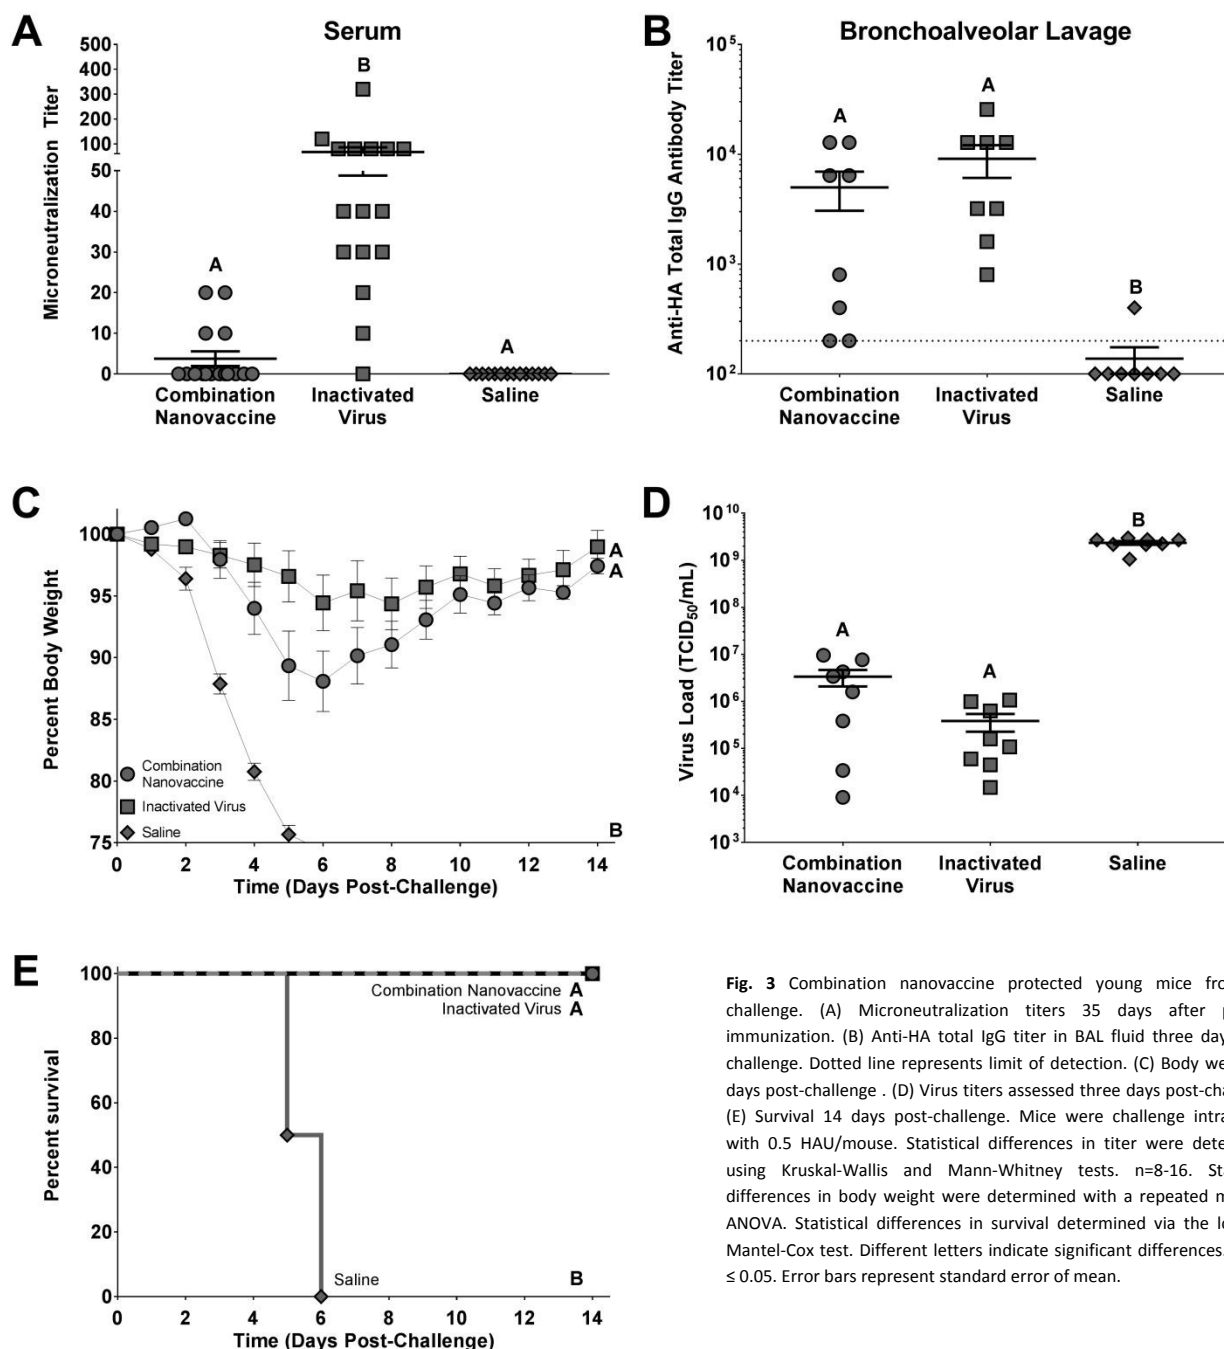 A
Serum
Microneutralization Titer
500
400
300
200
100
50
40
30
20
10
0
A
B
A
Combination
Nanovaccine
Inactivated
Virus
Saline
B
Bronchoalveolar Lavage
Anti-HA Total IgG Antibody Titer
10^5
10^4
10^3
10^2
A
A
B
Combination
Nanovaccine
Inactivated
Virus
Saline
C
Percent Body Weight
100
95
90
85
80
75
Combination
Nanovaccine
Inactivated Virus
Saline
A
A
B
0 2 4 6 8 10 12 14
Time (Days Post-Challenge)
D
Virus Load (TCID50/mL)
10^10
10^9
10^8
10^7
10^6
10^5
10^4
10^3
A
A
B
Combination
Nanovaccine
Inactivated
Virus
Saline
E
Percent survival
100
80
60
40
20
0
Combination Nanovaccine A
Inactivated Virus A
Saline
B
0 2 4 6 8 10 12 14
Time (Days Post-Challenge)
Fig. 3 Combination nanovaccine protected young mice fro
challenge. (A) Microneutralization titers 35 days after p
immunization. (B) Anti-HA total IgG titer in BAL fluid three day
challenge. Dotted line represents limit of detection. (C) Body we
days post-challenge . (D) Virus titers assessed three days post-cha
(E) Survival 14 days post-challenge. Mice were challenge intra
with 0.5 HAU/mouse. Statistical differences in titer were dete
using Kruskal-Wallis and Mann-Whitney tests. n=8-16. Sta
differences in body weight were determined with a repeated m
ANOVA. Statistical differences in survival determined via the lo
Mantel-Cox test. Different letters indicate significant differences.
≤ 0.05. Error bars represent standard error of mean.